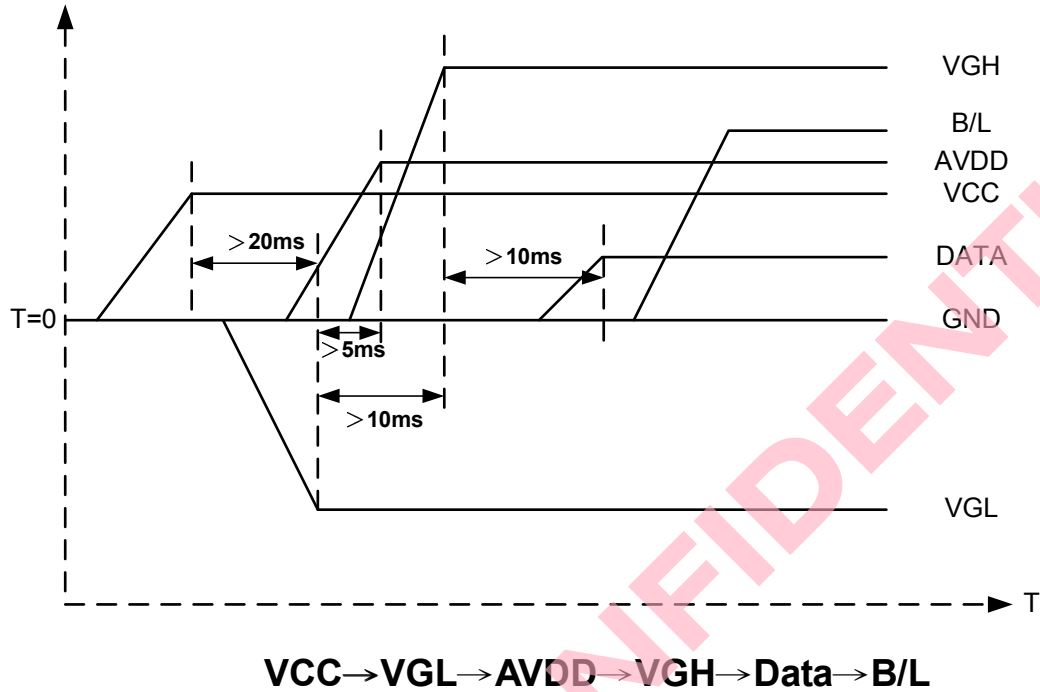 VGH
B/L
AVDD
VCC
＞20ms
＞10ms
DATA
T=0
GND
＞5ms
＞10ms
VGL
T
VCC→VGL→AVDD→VGH→Data→B/L